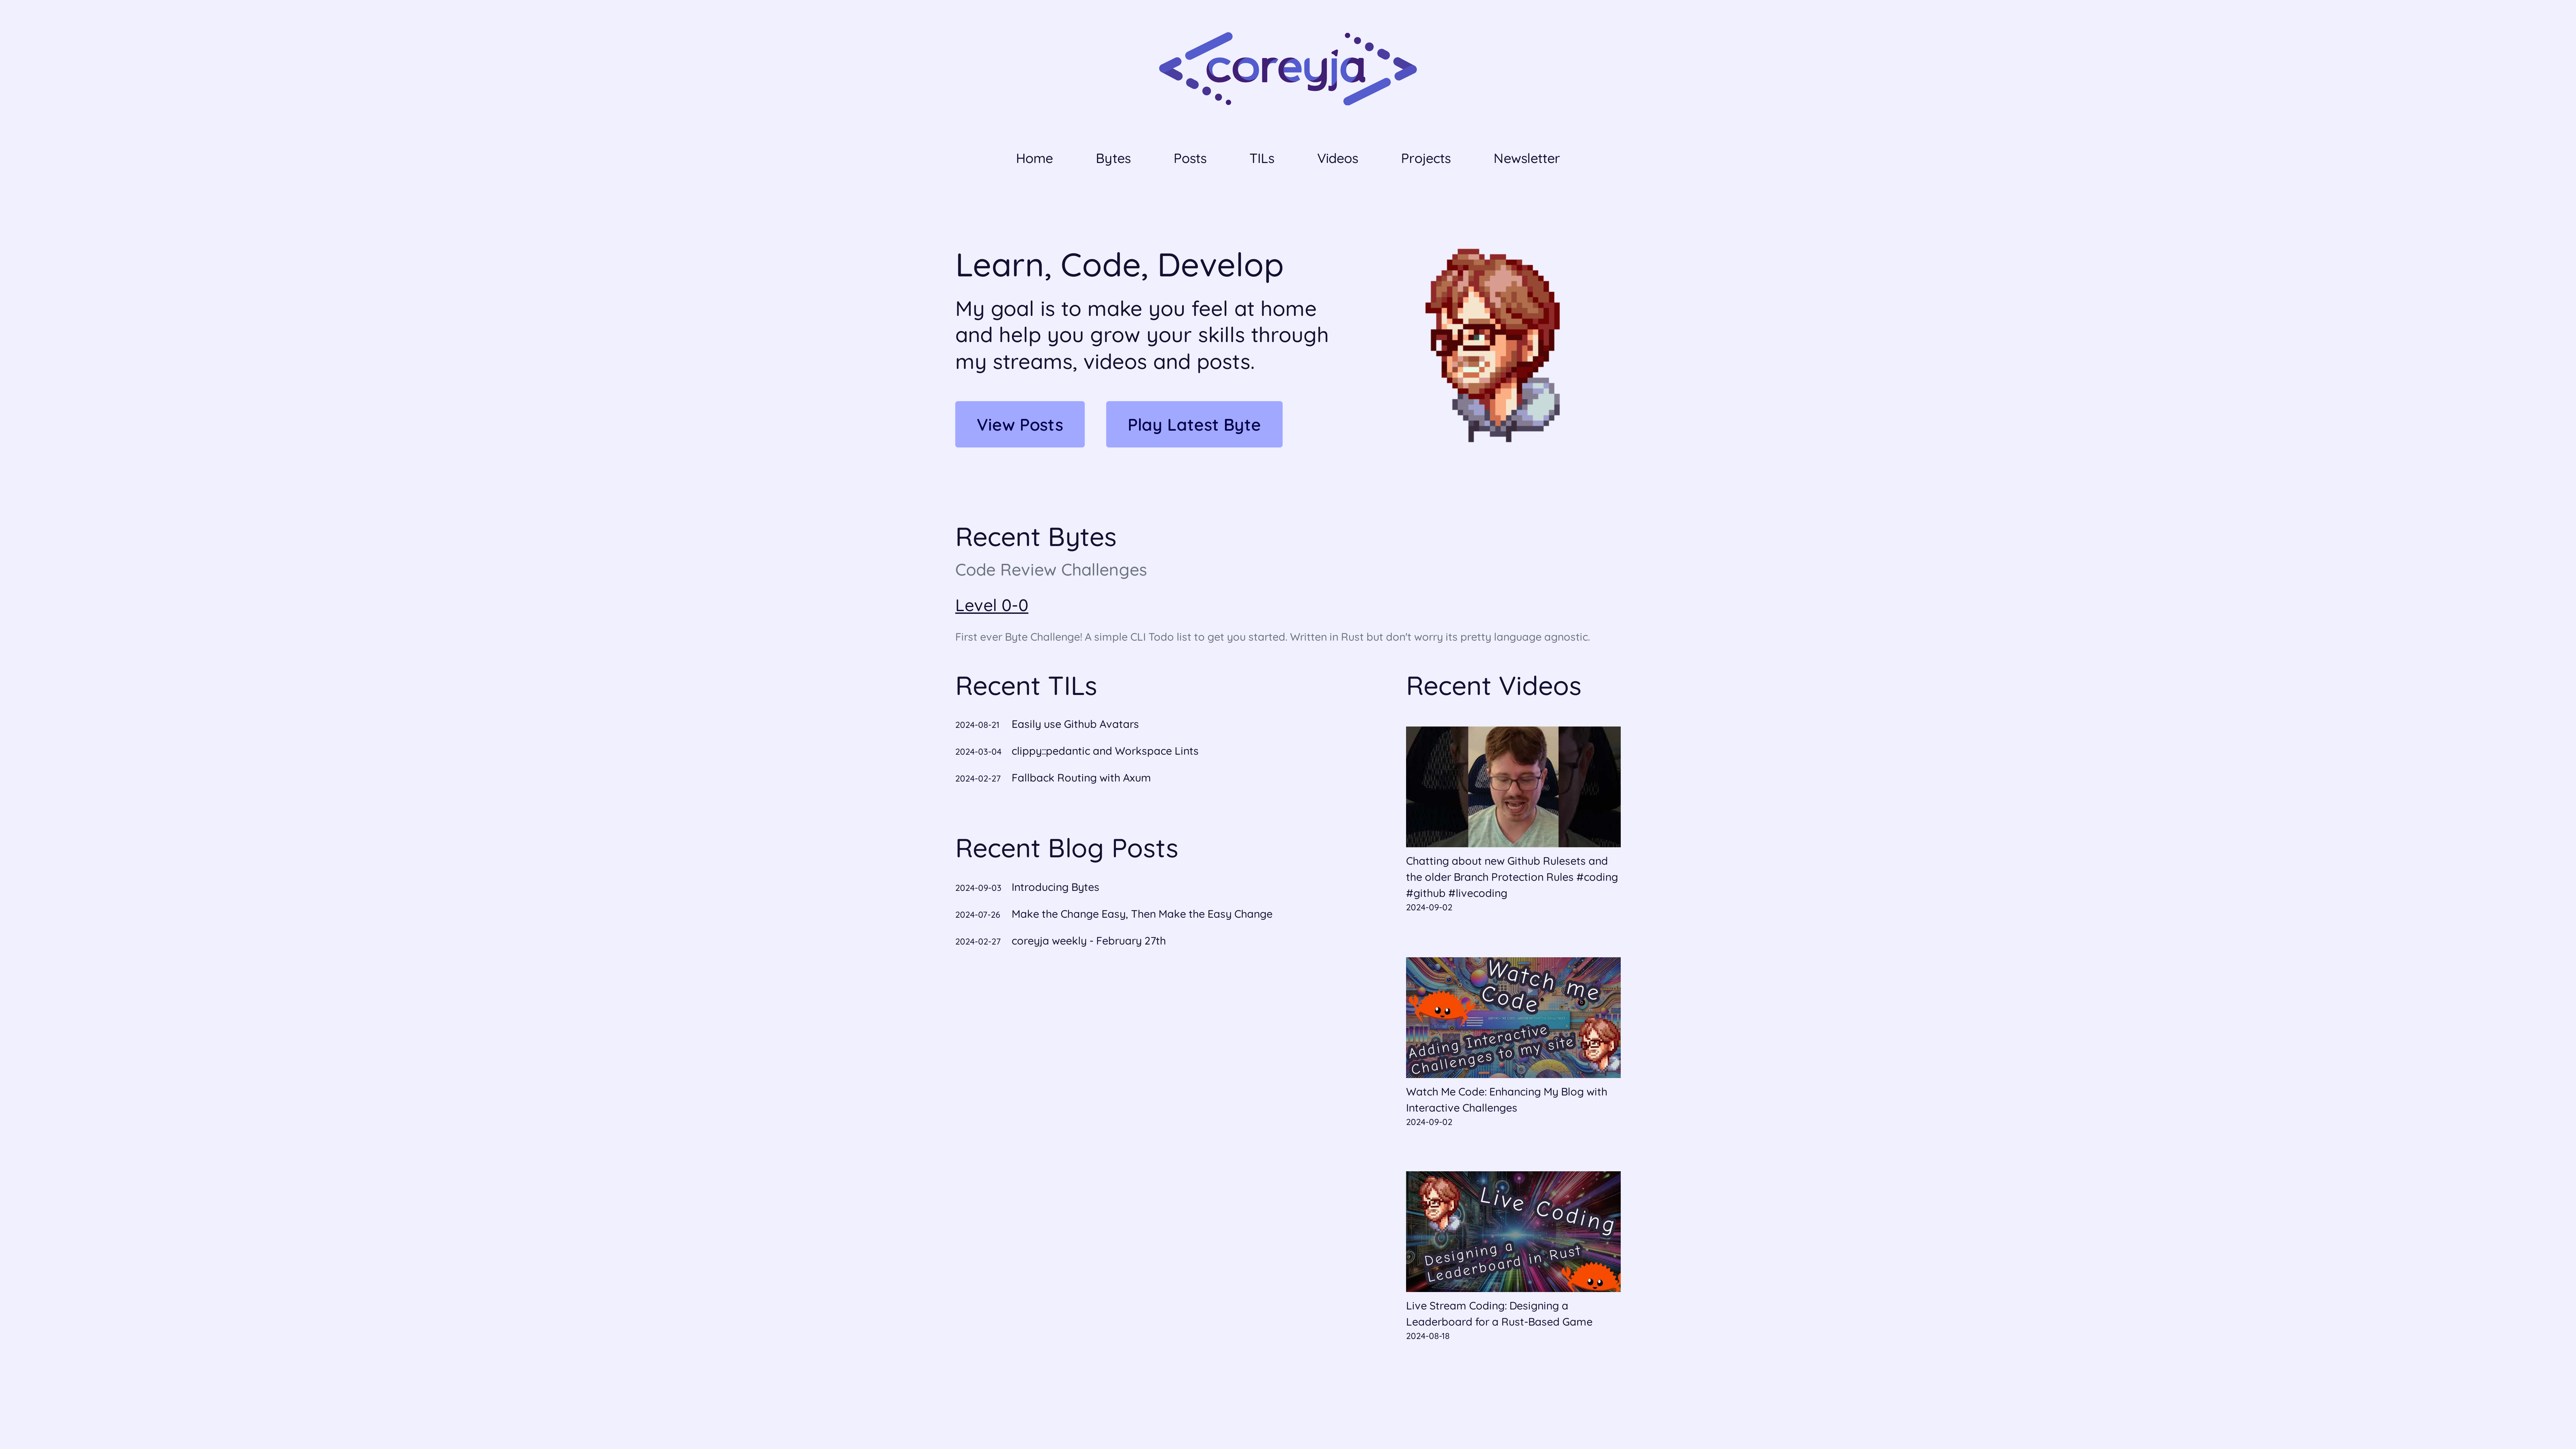 coreyja
Home Bytes Posts TILs Videos Projects Newsletter
Learn, Code, Develop
My goal is to make you feel at home
and help you grow your skills through
my streams, videos and posts.
View Posts Play Latest Byte
Recent Bytes
Code Review Challenges
Level 0-0
First ever Byte Challenge! A simple CLI Todo list to get you started. Written in Rust but don't worry its pretty language agnostic.
Recent TILs
2024-08-21 Easily use Github Avatars
2024-03-04 clippy::pedantic and Workspace Lints
2024-02-27 Fallback Routing with Axum
Recent Blog Posts
2024-09-03 Introducing Bytes
2024-07-26 Make the Change Easy, Then Make the Easy Change
2024-02-27 coreyja weekly - February 27th
Recent Videos
Chatting about new Github Rulesets and
the older Branch Protection Rules #coding
#github #livecoding
2024-09-02
Watch me
Code
Adding Interactive
Challenges to my site
Watch Me Code: Enhancing My Blog with
Interactive Challenges
2024-09-02
Live Coding
Designing a
Leaderboard in Rust
Live Stream Coding: Designing a
Leaderboard for a Rust-Based Game
2024-08-18